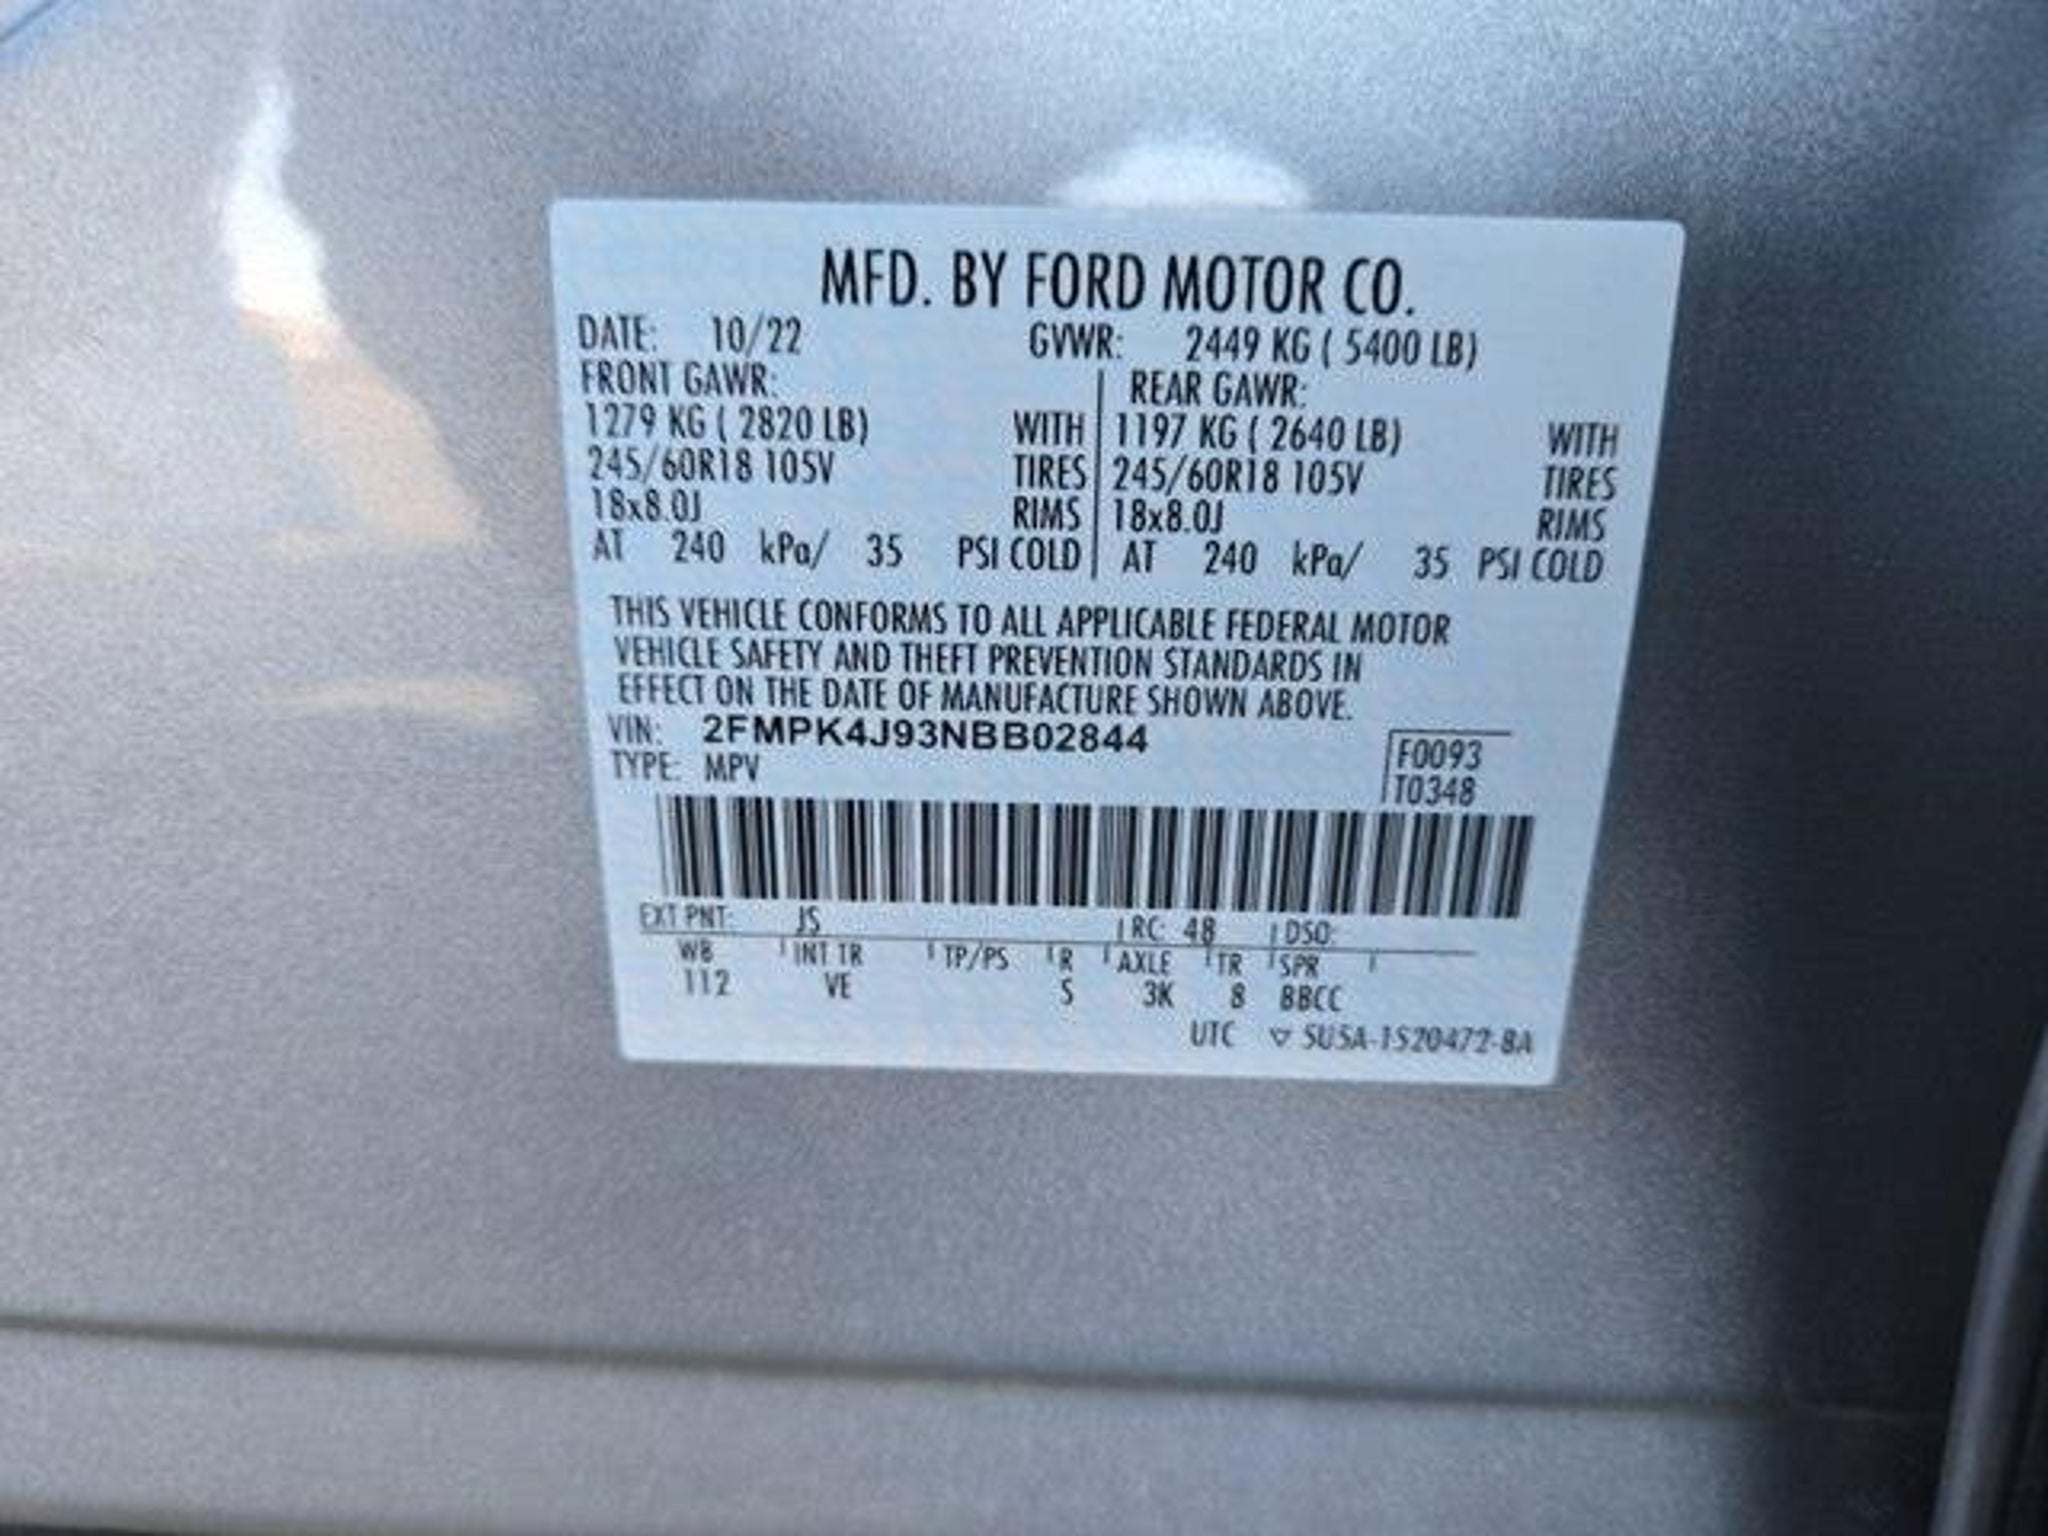 MFD. BY FORD MOTOR CO.
DATE: 10/22 GVWR: 2449 KG ( 5400 LB)
FRONT GAWR: REAR GAWR:
1279 KG ( 2820 LB) WITH 1197 KG ( 2640 LB) WITH
245/60R18 105V TIRES 245/60R18 105V TIRES
18x8.0J RIMS 18x8.0J RIMS
AT 240 kPa/ 35 PSI COLD AT 240 kPa/ 35 PSI COLD
THIS VEHICLE CONFORMS TO ALL APPLICABLE FEDERAL MOTOR
VEHICLE SAFETY AND THEFT PREVENTION STANDARDS IN
EFFECT ON THE DATE OF MANUFACTURE SHOWN ABOVE.
VIN: 2FMPK4J93NBB02844
TYPE: MPV
F0093
T0348
EXT PNT: JS RC: 48 DSO:
WB INT TR TP/PS R AXLE TR SPR
112 VE S 3K 8 BBCC
UTC ▽ 5U5A-1520472-BA